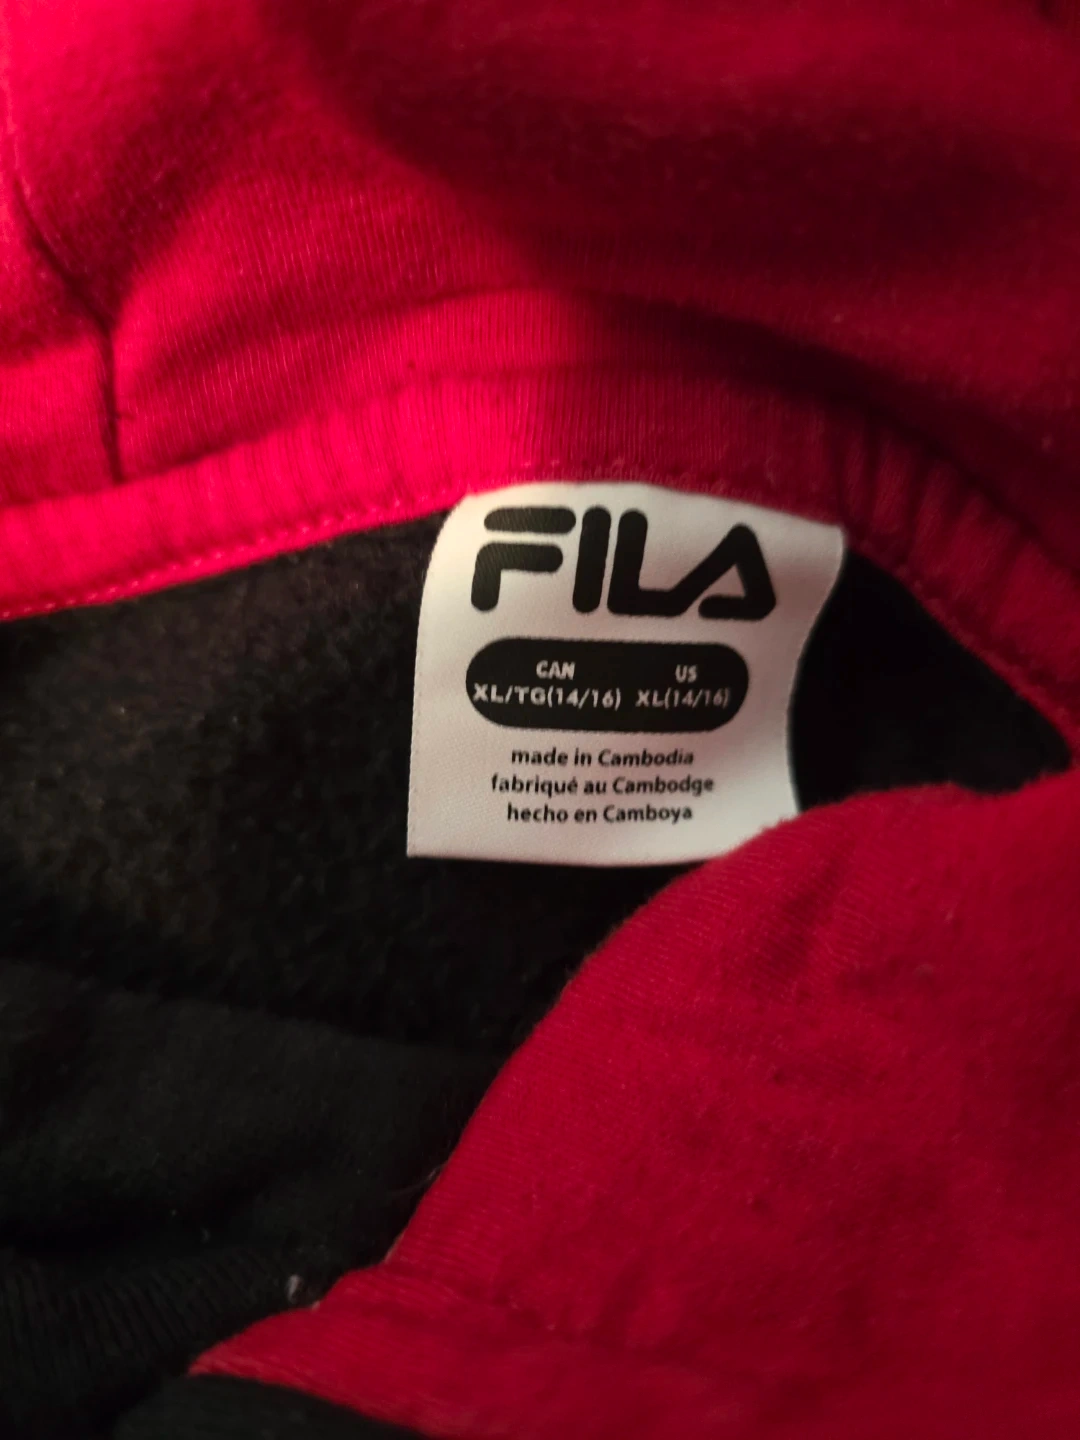 FILA
CAN US
XL/TG(14/16) XL(14/16)
made in Cambodia
fabriqué au Cambodge
hecho en Camboya